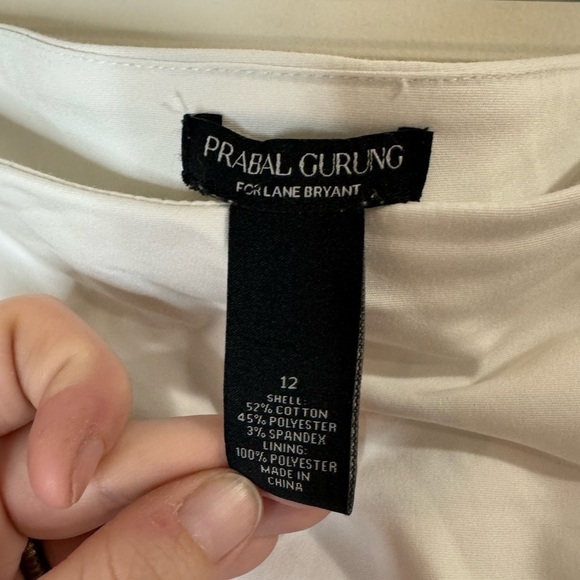 PRABAL GURUNG
FOR LANE BRYANT
12
SHELL:
52% COTTON
45% POLYESTER
3% SPANDEX
LINING:
100% POLYESTER
MADE IN
CHINA